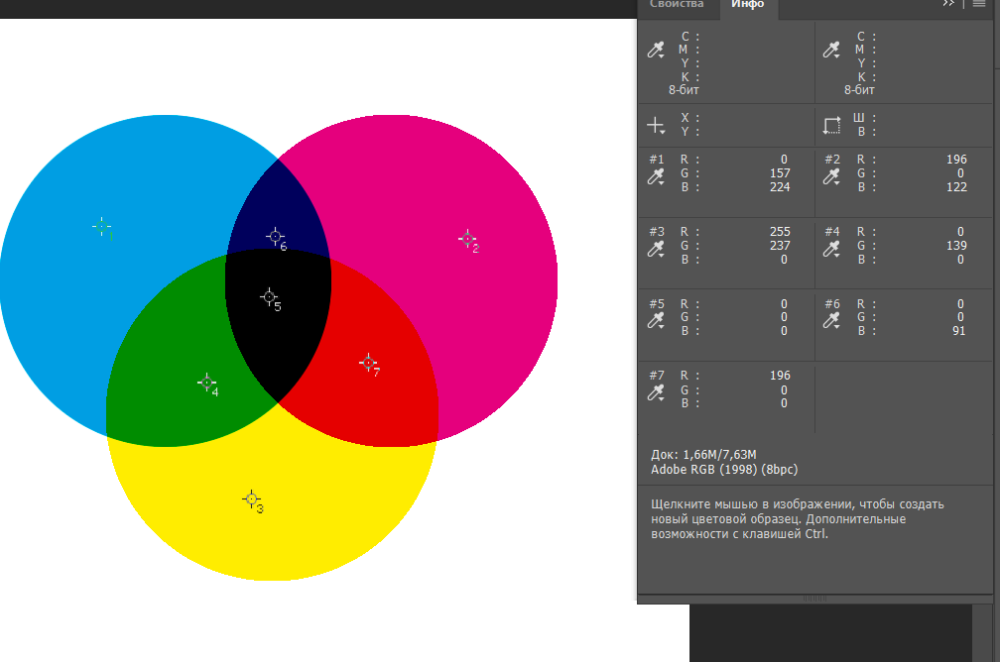 Свойства Инфо
C : C :
M : M :
Y : Y :
K : K :
8-бит 8-бит
X : Ш :
Y : В :
#1 R : 0 #2 R : 196
G : 157 G : 0
B : 224 B : 122
#3 R : 255 #4 R : 0
G : 237 G : 139
B : 0 B : 0
#5 R : 0 #6 R : 0
G : 0 G : 0
B : 0 B : 91
#7 R : 196
G : 0
B : 0
Док: 1,66M/7,63M
Adobe RGB (1998) (8bpc)
Щелкните мышью в изображении, чтобы создать
новый цветовой образец. Дополнительные
возможности с клавишей Ctrl.
1
6
2
5
7
4
3